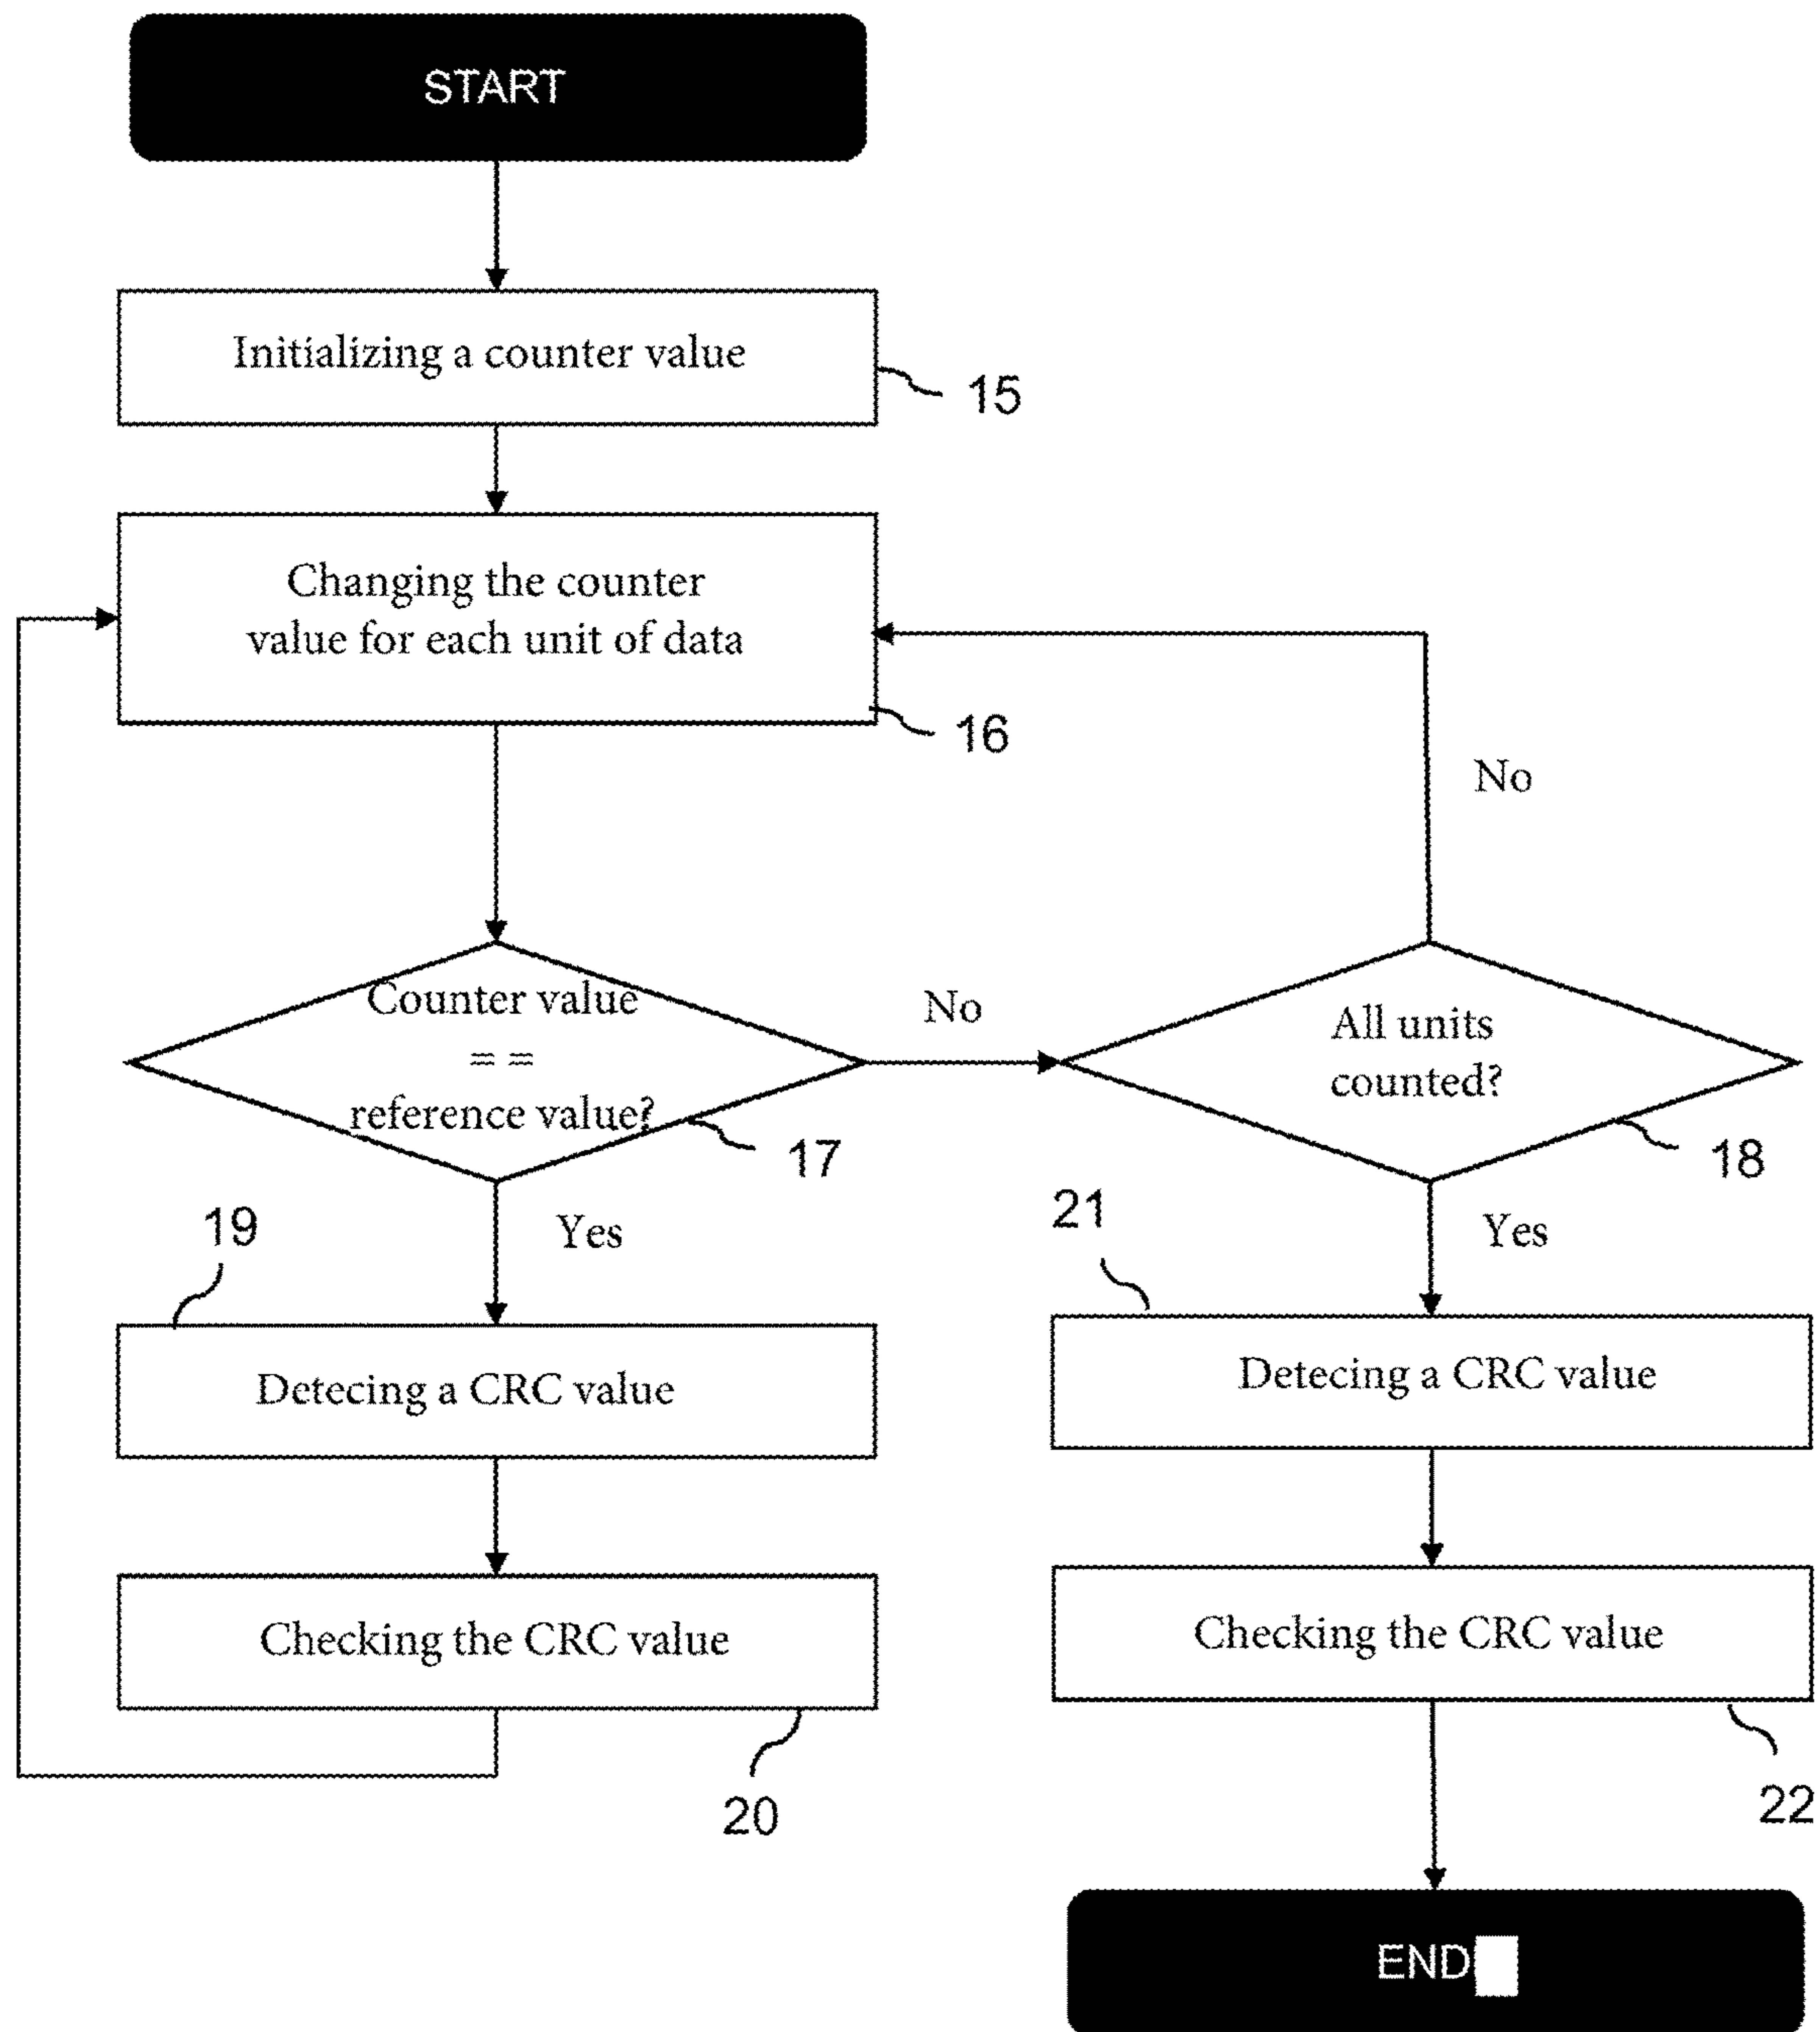 START
Initializing a counter value
15
Changing the counter
value for each unit of data
16
No
Counter value
= =
reference value?
17
No
All units
counted?
18
Yes
Yes
19
21
Detecing a CRC value
Detecing a CRC value
Checking the CRC value
Checking the CRC value
20
22
END